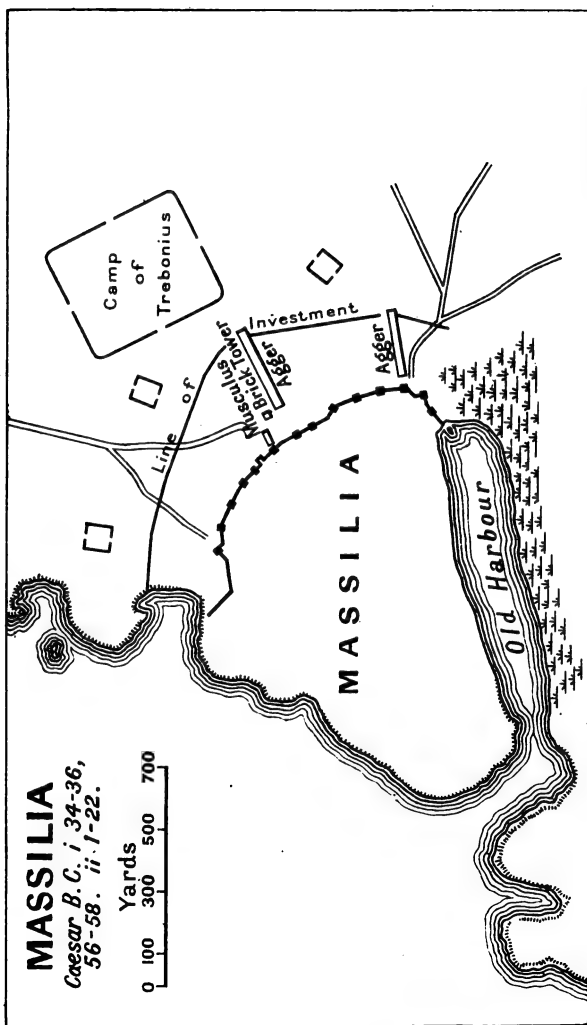 MASSILIA
Caesar B.C. i 34-36,
56-58. ii 1-22.
Yards
0 100 300 500 700
Camp
of
Trebonius
Line of Investment
Musculus
Brick Tower
Agger
Agger
MASSILIA
Old Harbour